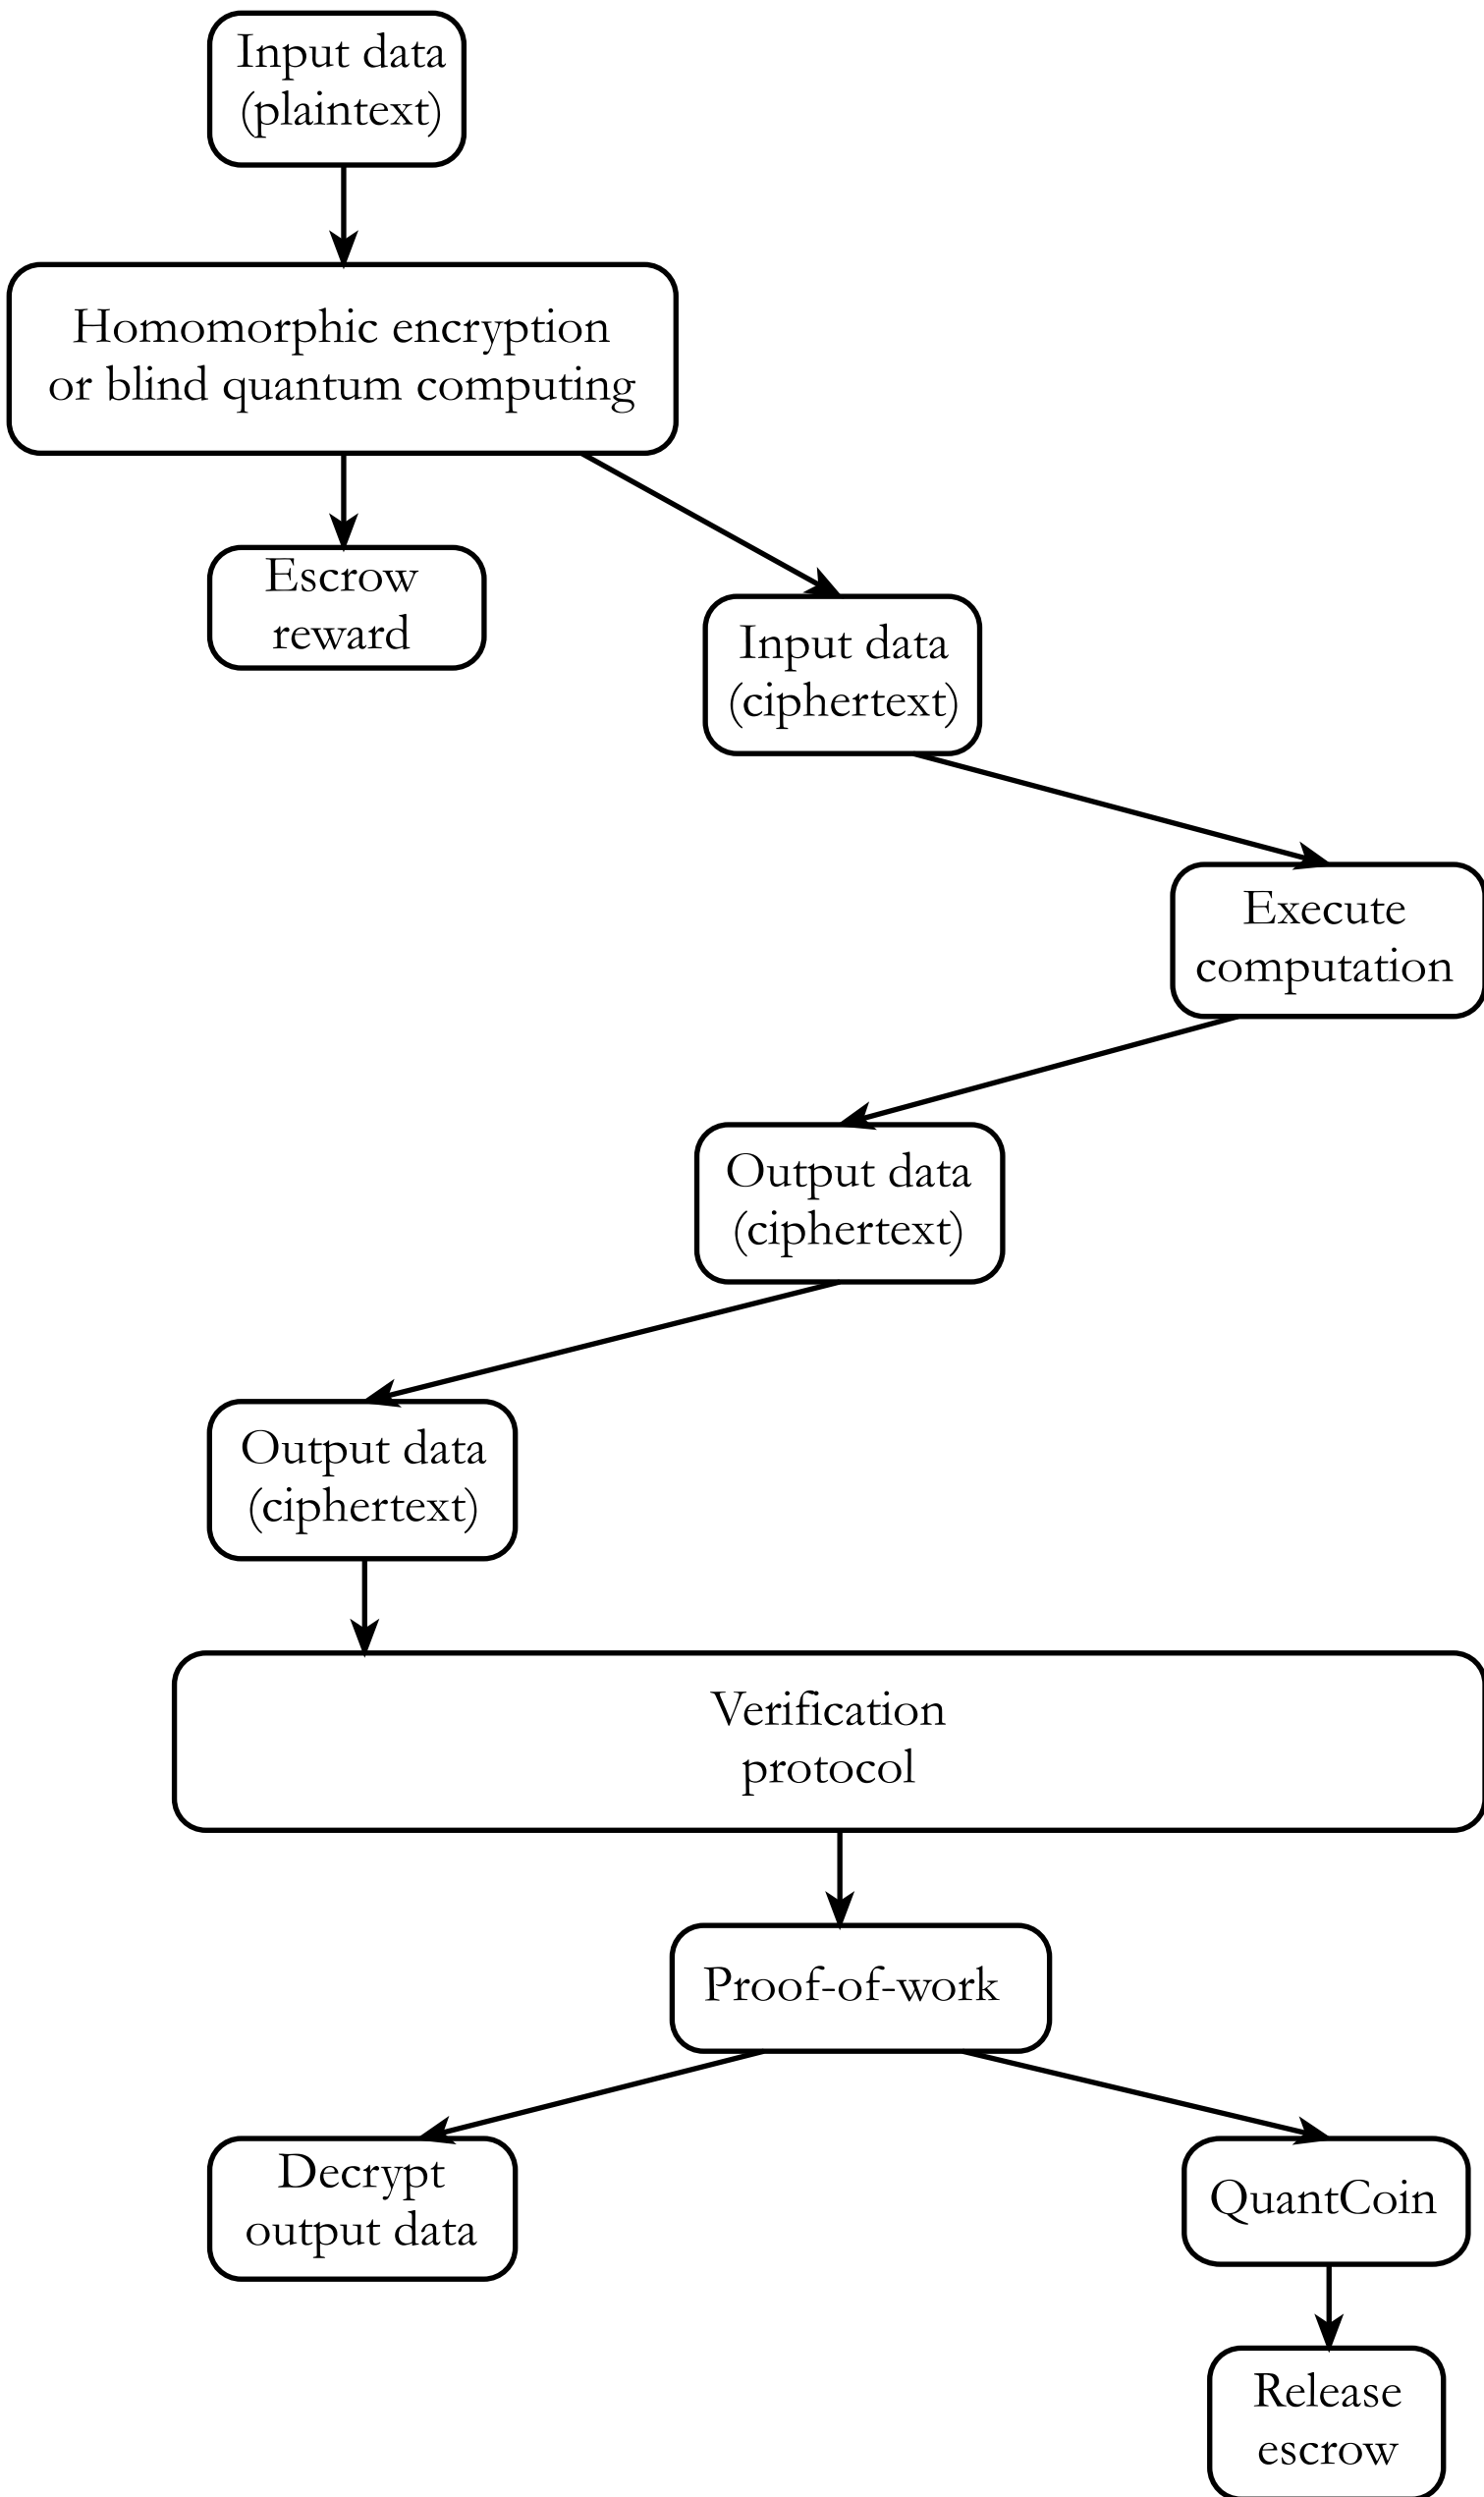 Input data
(plaintext)
Homomorphic encryption
or blind quantum computing
Escrow
reward
Input data
(ciphertext)
Execute
computation
Output data
(ciphertext)
Output data
(ciphertext)
Verification
protocol
Proof-of-work
Decrypt
output data
QuantCoin
Release
escrow